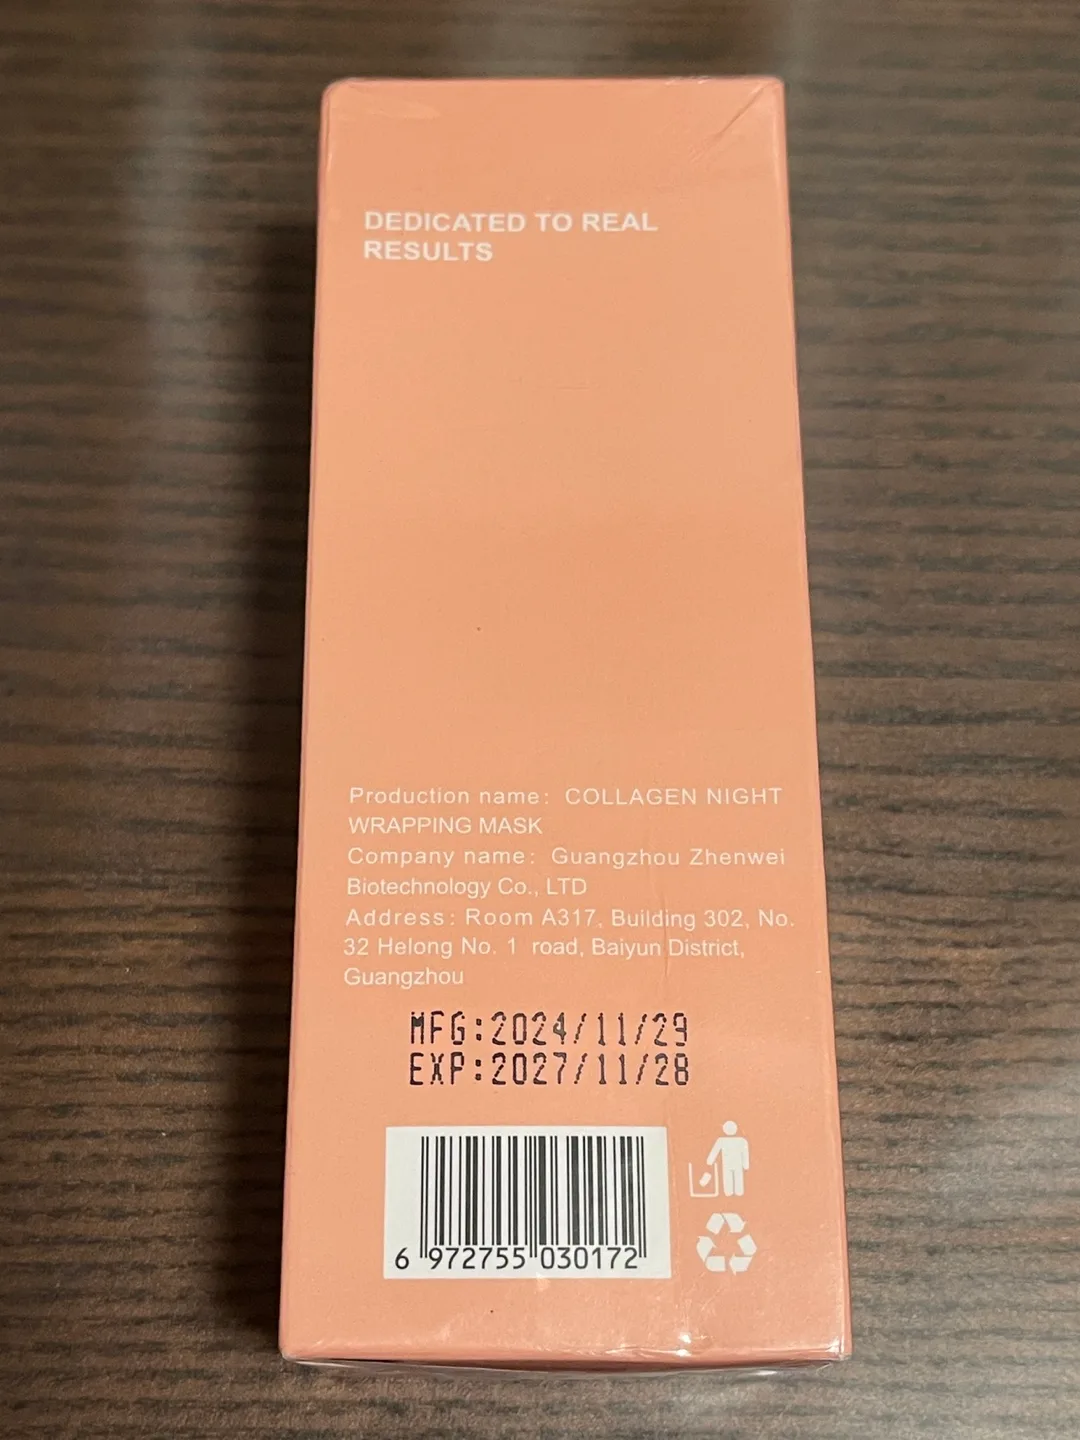 DEDICATED TO REAL
RESULTS
Production name: COLLAGEN NIGHT
WRAPPING MASK
Company name: Guangzhou Zhenwei
Biotechnology Co., LTD
Address: Room A317, Building 302, No.
32 Helong No. 1 road, Baiyun District,
Guangzhou
MFG:2024/11/29
EXP:2027/11/28
6 972755 030172